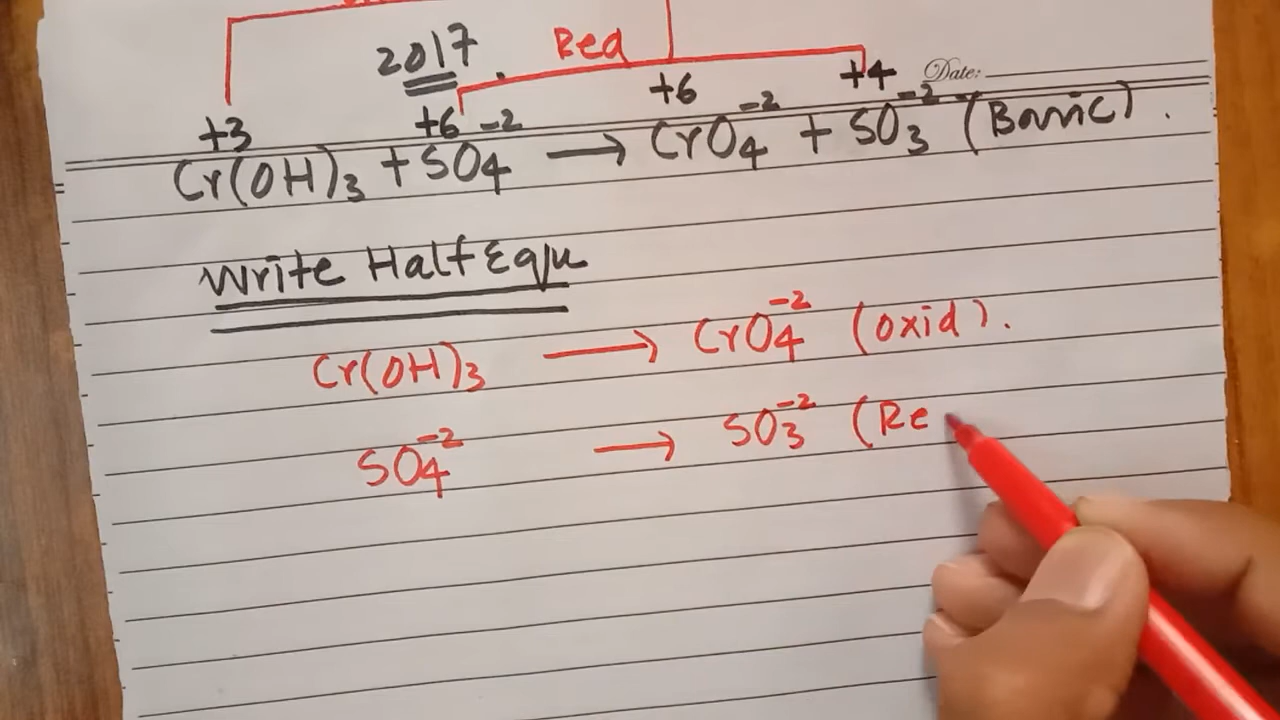 2017. Red
Date:
+3 +6 -2 +6 -2 +4 -2
Cr(OH)3 + SO4 → CrO4 + SO3 (Basic).
Write Half Eqn
Cr(OH)3 → CrO4-2 (oxid).
SO4-2 → SO3-2 (Re